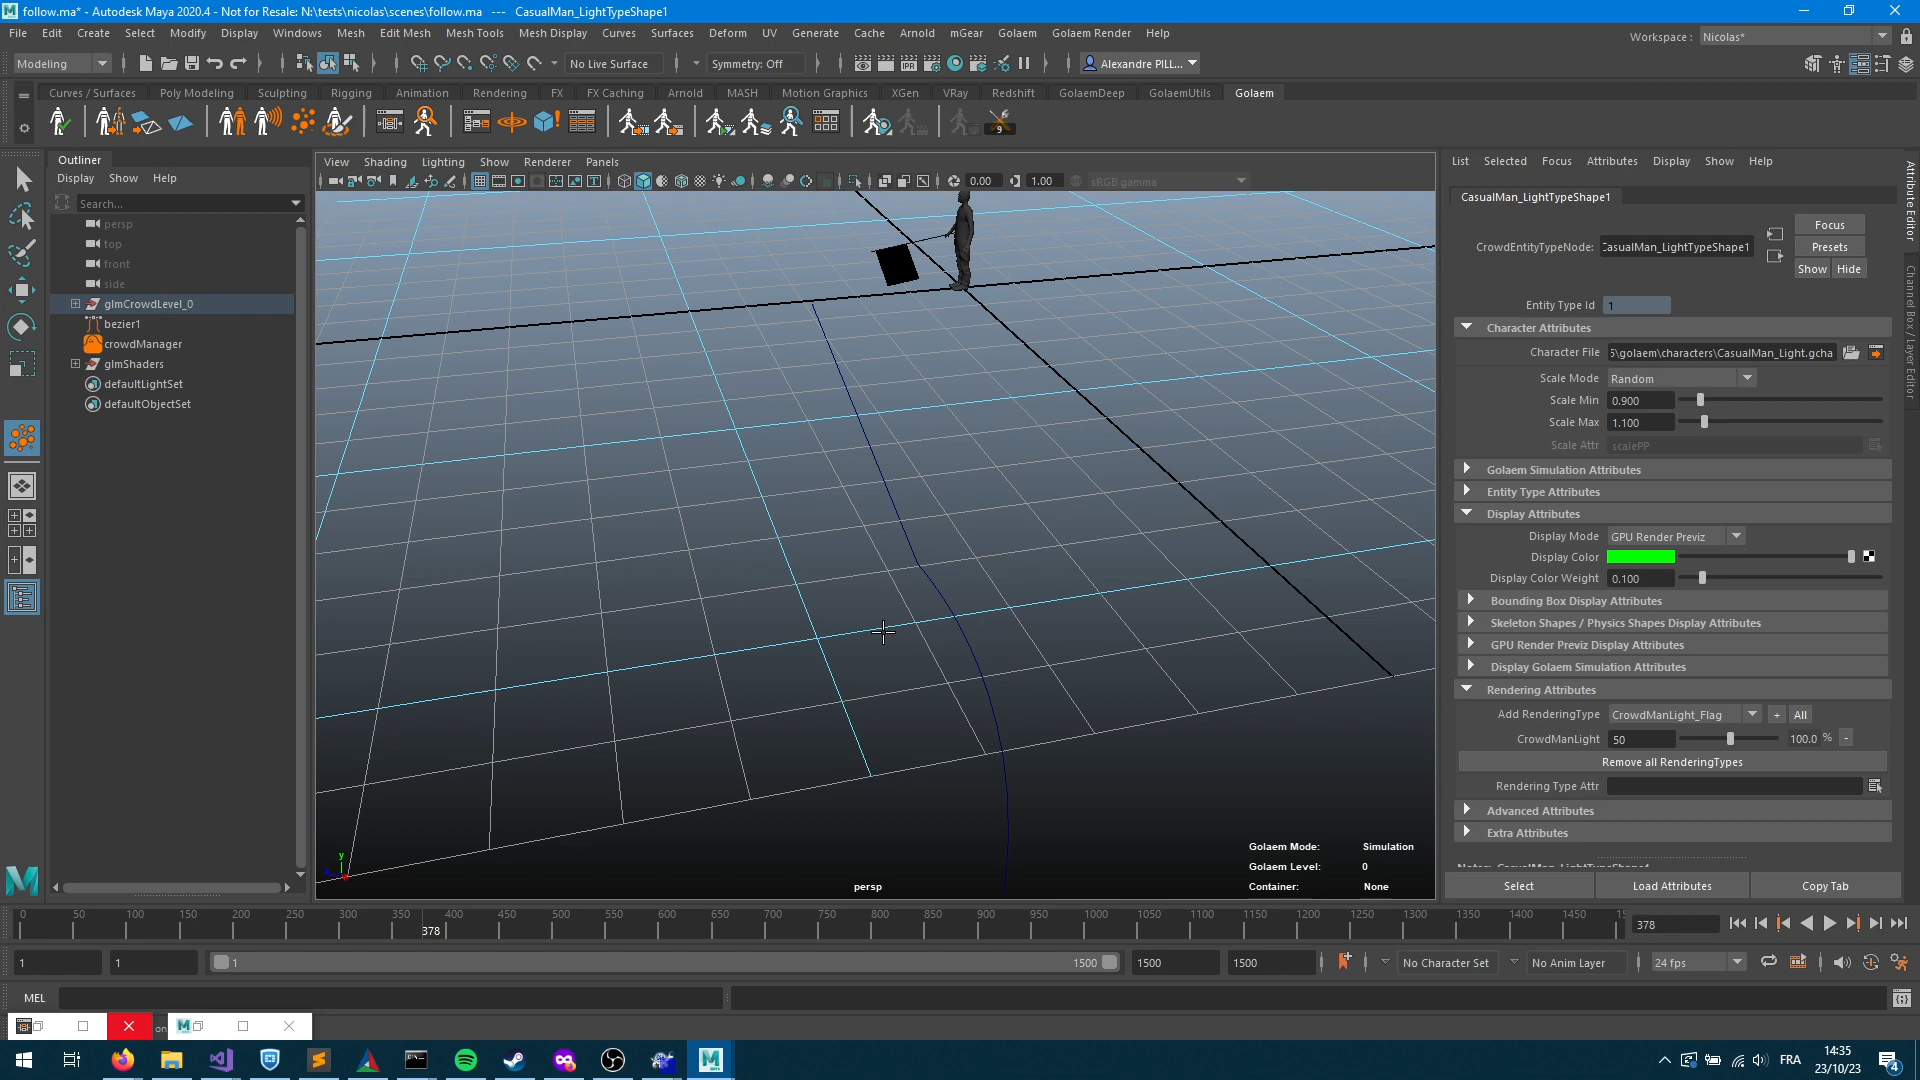 follow.ma* - Autodesk Maya 2020.4 - Not for Resale: N:\tests\nicolas\scenes\follow.ma --- CasualMan_LightTypeShape1
File Edit Create Select Modify Display Windows Mesh Edit Mesh Mesh Tools Mesh Display Curves Surfaces Deform UV Generate Cache Arnold mGear Golaem Golaem Render Help
Workspace : Nicolas*
Modeling No Live Surface Symmetry: Off IPR Alexandre PILL...
Curves / Surfaces Poly Modeling Sculpting Rigging Animation Rendering FX FX Caching Arnold MASH Motion Graphics XGen VRay Redshift GolaemDeep GolaemUtils Golaem
9
Outliner
Display Show Help
Search...
persp
top
front
side
glmCrowdLevel_0
bezier1
crowdManager
glmShaders
defaultLightSet
defaultObjectSet
View Shading Lighting Show Renderer Panels
0.00 1.00 sRGB gamma
Golaem Mode: Simulation
Golaem Level: 0
Container: None
persp
y
List Selected Focus Attributes Display Show Help
CasualMan_LightTypeShape1
CrowdEntityTypeNode: CasualMan_LightTypeShape1
Focus
Presets
Show Hide
Entity Type Id 1
Character Attributes
Character File 5\golaem\characters\CasualMan_Light.gcha
Scale Mode Random
Scale Min 0.900
Scale Max 1.100
Scale Attr scalePP
Golaem Simulation Attributes
Entity Type Attributes
Display Attributes
Display Mode GPU Render Previz
Display Color
Display Color Weight 0.100
Bounding Box Display Attributes
Skeleton Shapes / Physics Shapes Display Attributes
GPU Render Previz Display Attributes
Display Golaem Simulation Attributes
Rendering Attributes
Add RenderingType CrowdManLight_Flag + All
CrowdManLight 50 100.0 % -
Remove all RenderingTypes
Rendering Type Attr
Advanced Attributes
Extra Attributes
Select Load Attributes Copy Tab
Attribute Editor
Channel Box / Layer Editor
0 50 100 150 200 250 300 350 400 450 500 550 600 650 700 750 800 850 900 950 1000 1050 1100 1150 1200 1250 1300 1350 1400 1450
378
378
1 1 1 1500 1500 1500 No Character Set No Anim Layer 24 fps
MEL
on
FRA
14:35
23/10/23
4